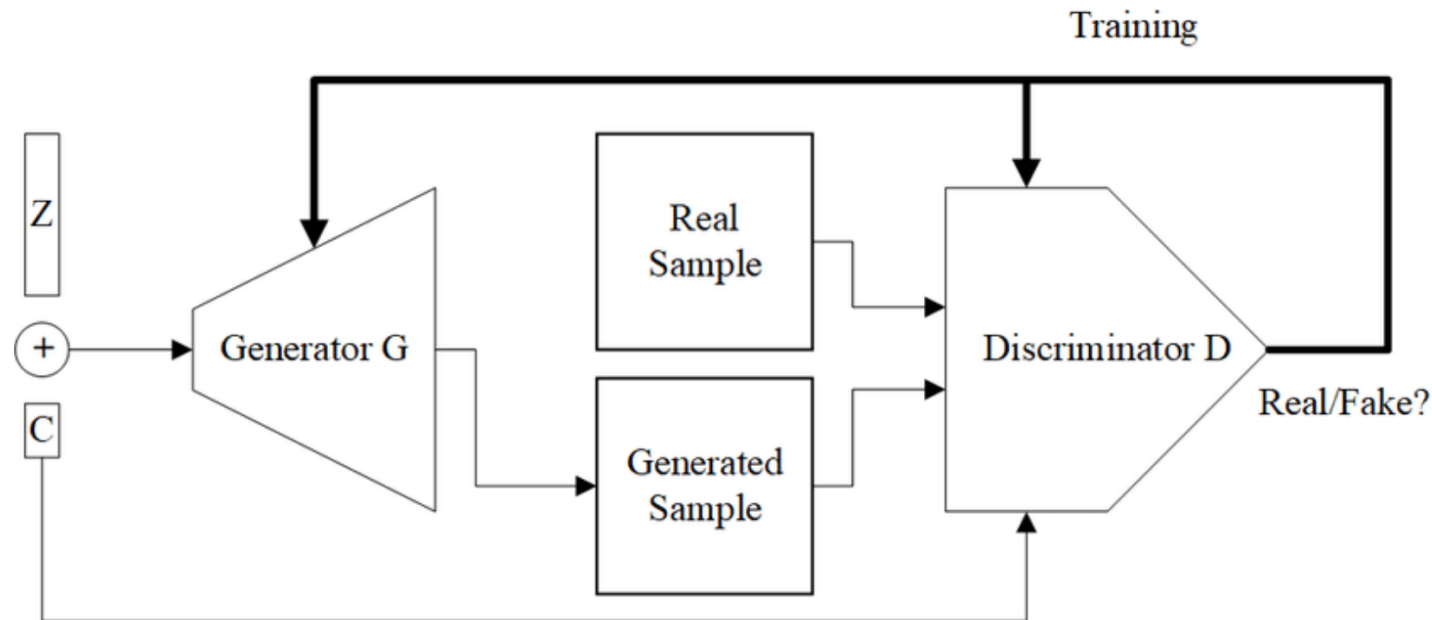 Training
Z
Real
Sample
+
Generator G
Discriminator D
Real/Fake?
C
Generated
Sample